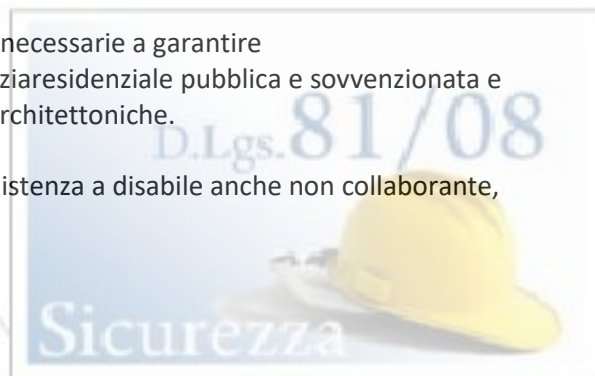 necessarie a garantire
ziaresidenziale pubblica e sovvenzionata e
rchitettoniche.
D.Lgs.81/08
istenza a disabile anche non collaborante,
Sicurezza